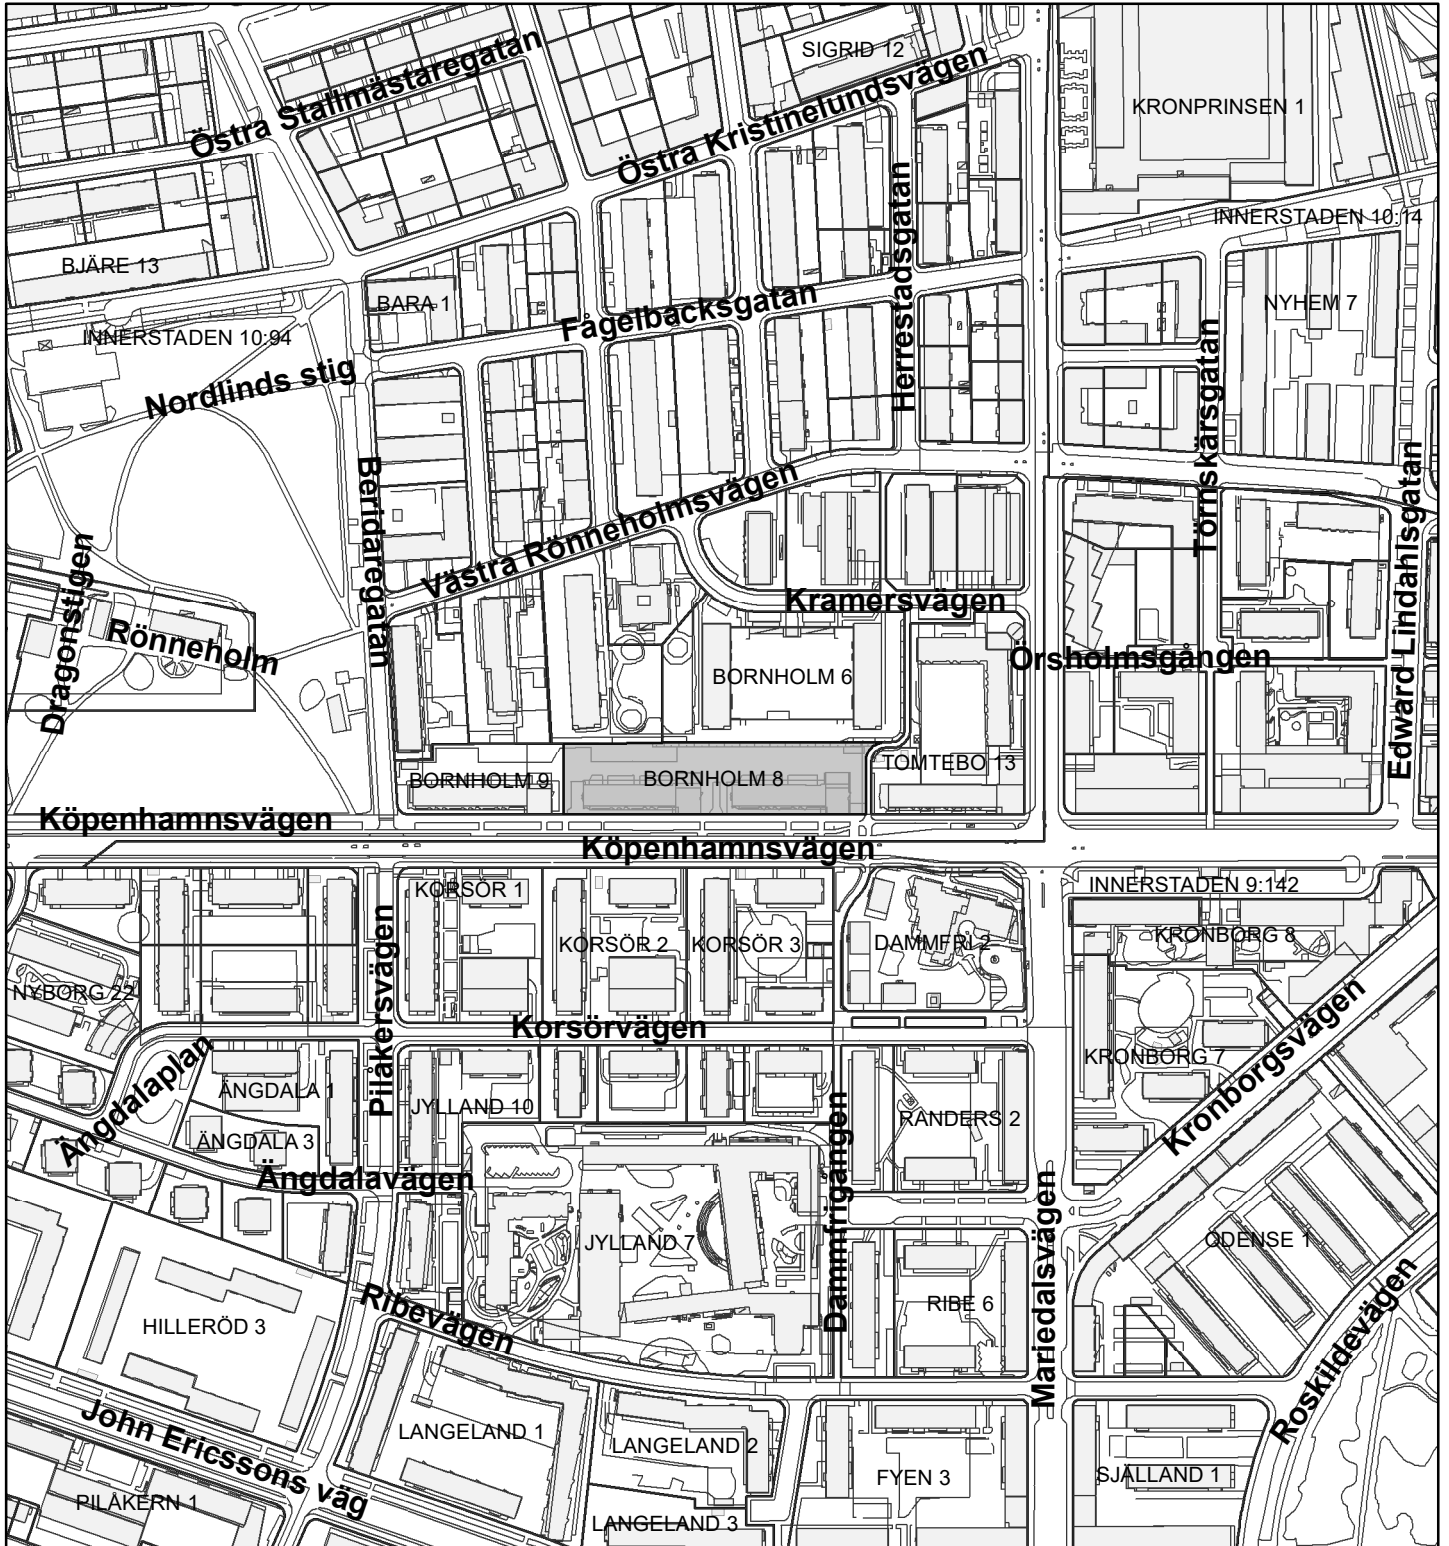 SIGRID 12
Östra Stallmästaregatan
Östra Kristinelundsvägen
KRONPRINSEN 1
INNERSTADEN 10:14
BJÄRE 13
BARA 1
Fågelbacksgatan
Herrestadsgatan
NYHEM 7
INNERSTADEN 10:94
Nordlinds stig
Törnskärsgatan
Beridaregatan
Västra Rönneholmsvägen
Edward Lindahlsgatan
Dragonstigen
Rönneholm
Kramersvägen
Örsholmsgången
BORNHOLM 6
BORNHOLM 9
BORNHOLM 8
TOMTEBO 13
Köpenhamnsvägen
Köpenhamnsvägen
KORSÖR 1
INNERSTADEN 9:142
KORSÖR 2
KORSÖR 3
DAMMFRI 2
KRONBORG 8
NYBORG 22
Pilåkersvägen
Korsörvägen
KRONBORG 7
Kronborgsvägen
Ängdalaplan
ÄNGDALA 1
JYLLAND 10
RANDERS 2
ÄNGDALA 3
Ängdalavägen
Dammfrigången
Mariedalsvägen
JYLLAND 7
ODENSE 1
RIBE 6
Ribevägen
HILLERÖD 3
Roskildevägen
John Ericssons väg
LANGELAND 1
LANGELAND 2
FYEN 3
SJÄLLAND 1
PILÅKERN 1
LANGELAND 3